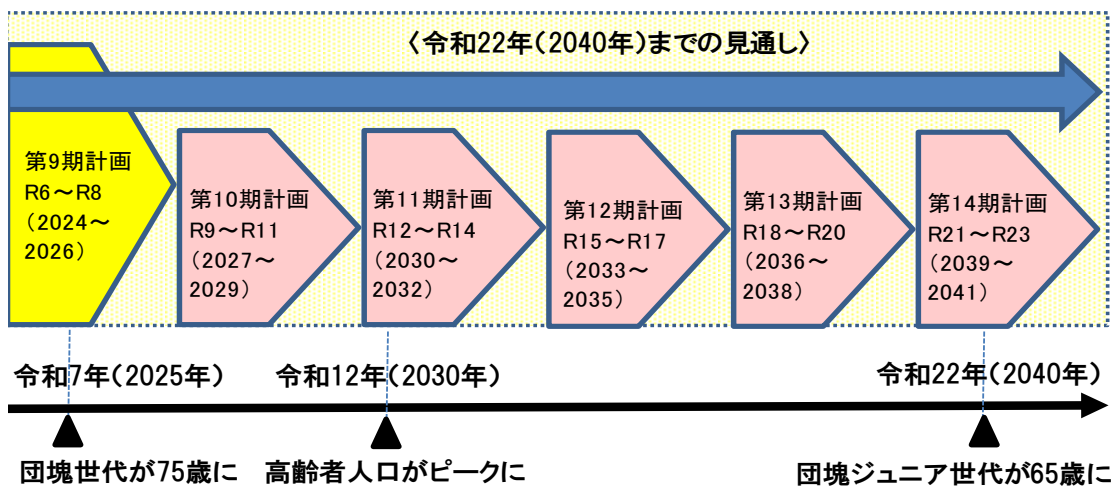 〈令和22年(2040年)までの見通し〉
第9期計画
R6～R8
(2024～
2026)
第10期計画
R9～R11
(2027～
2029)
第11期計画
R12～R14
(2030～
2032)
第12期計画
R15～R17
(2033～
2035)
第13期計画
R18～R20
(2036～
2038)
第14期計画
R21～R23
(2039～
2041)
令和7年(2025年)
令和12年(2030年)
令和22年(2040年)
団塊世代が75歳に
高齢者人口がピークに
団塊ジュニア世代が65歳に